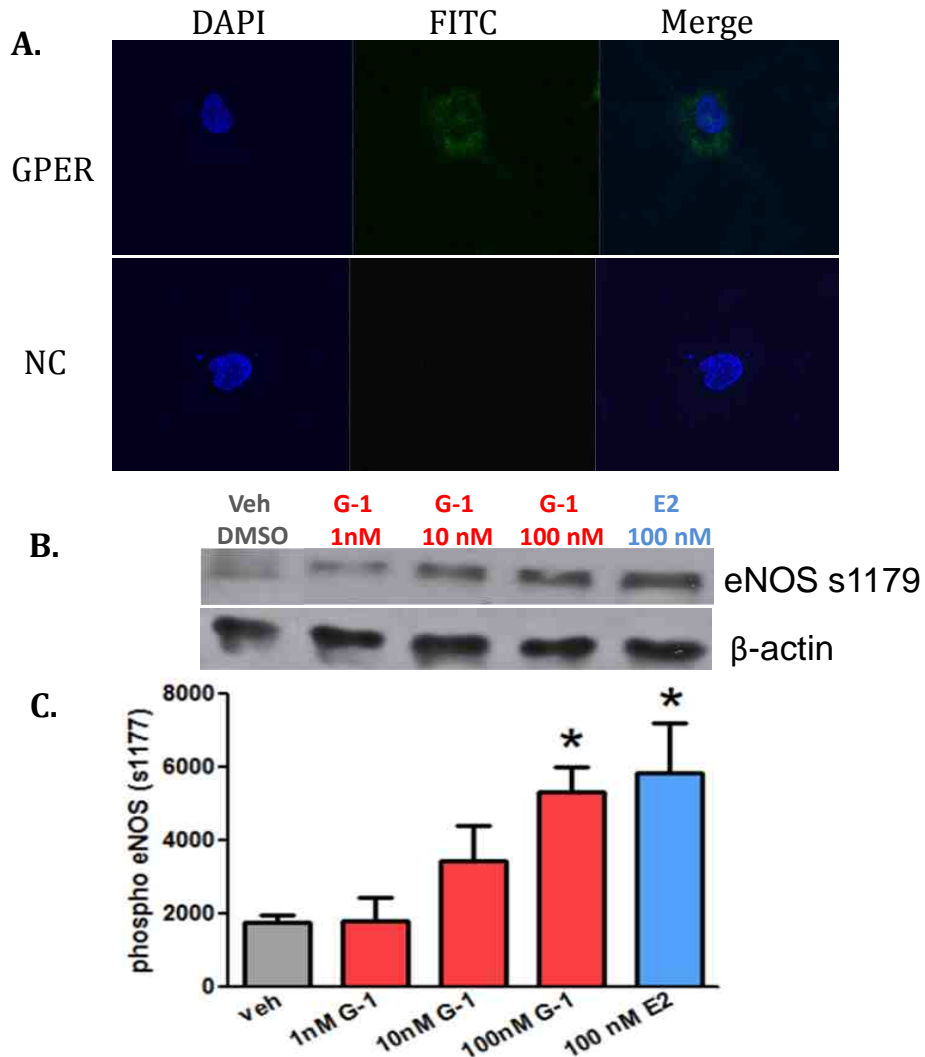 A.
DAPI FITC Merge
GPER
NC
B.
Veh G-1 G-1 G-1 E2
DMSO 1nM 10 nM 100 nM 100 nM
eNOS s1179
β-actin
C.
phospho eNOS (s1177)
8000
6000
4000
2000
0
* *
veh 1nM G-1 10nM G-1 100nM G-1 100 nM E2